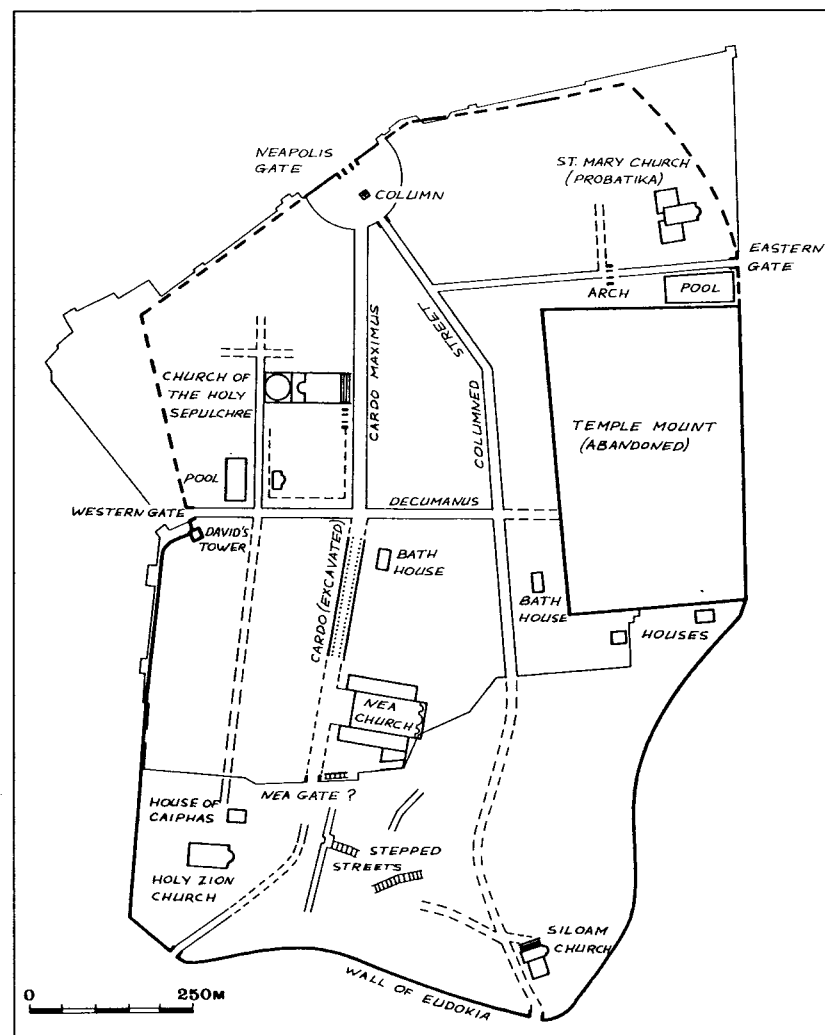 NEAPOLIS
GATE
COLUMN
ST. MARY CHURCH
(PROBATIKA)
EASTERN
GATE
ARCH
POOL
CARDO MAXIMUS
STREET
COLUMNED
CHURCH OF
THE HOLY
SEPULCHRE
TEMPLE MOUNT
(ABANDONED)
POOL
WESTERN GATE
DECUMANUS
DAVID'S
TOWER
CARDO (EXCAVATED)
BATH
HOUSE
BATH
HOUSE
HOUSES
NEA
CHURCH
NEA GATE ?
HOUSE OF
CAIPHAS
STEPPED
STREETS
HOLY ZION
CHURCH
SILOAM
CHURCH
WALL OF EUDOKIA
0 250M